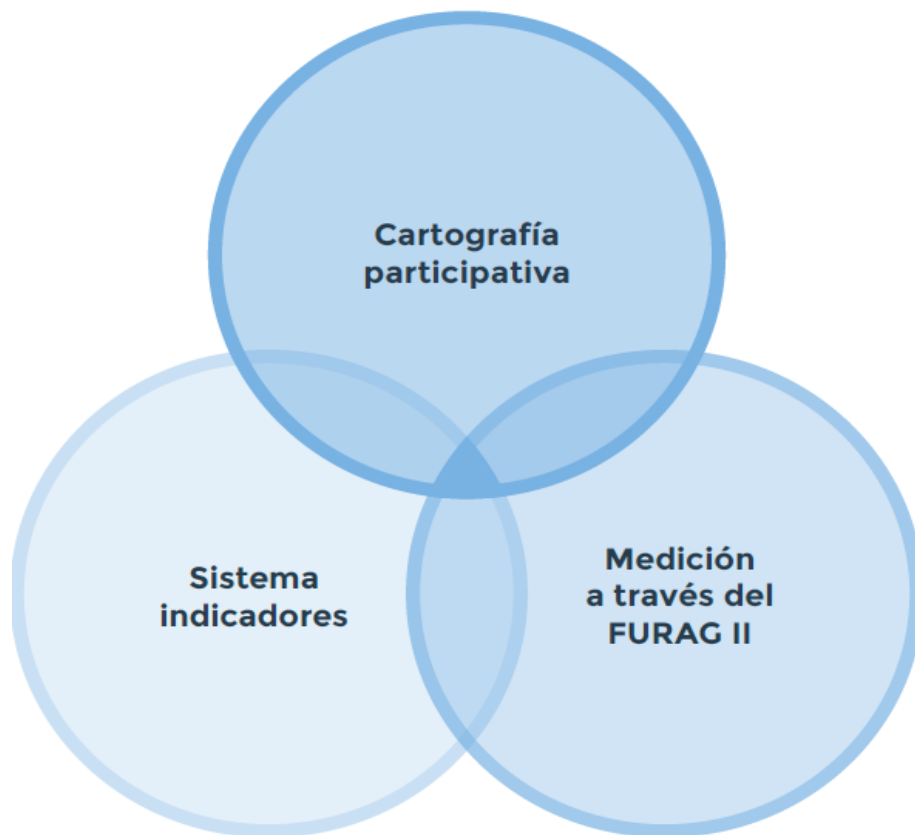 Cartografía
participativa
Sistema
indicadores
Medición
a través del
FURAG II